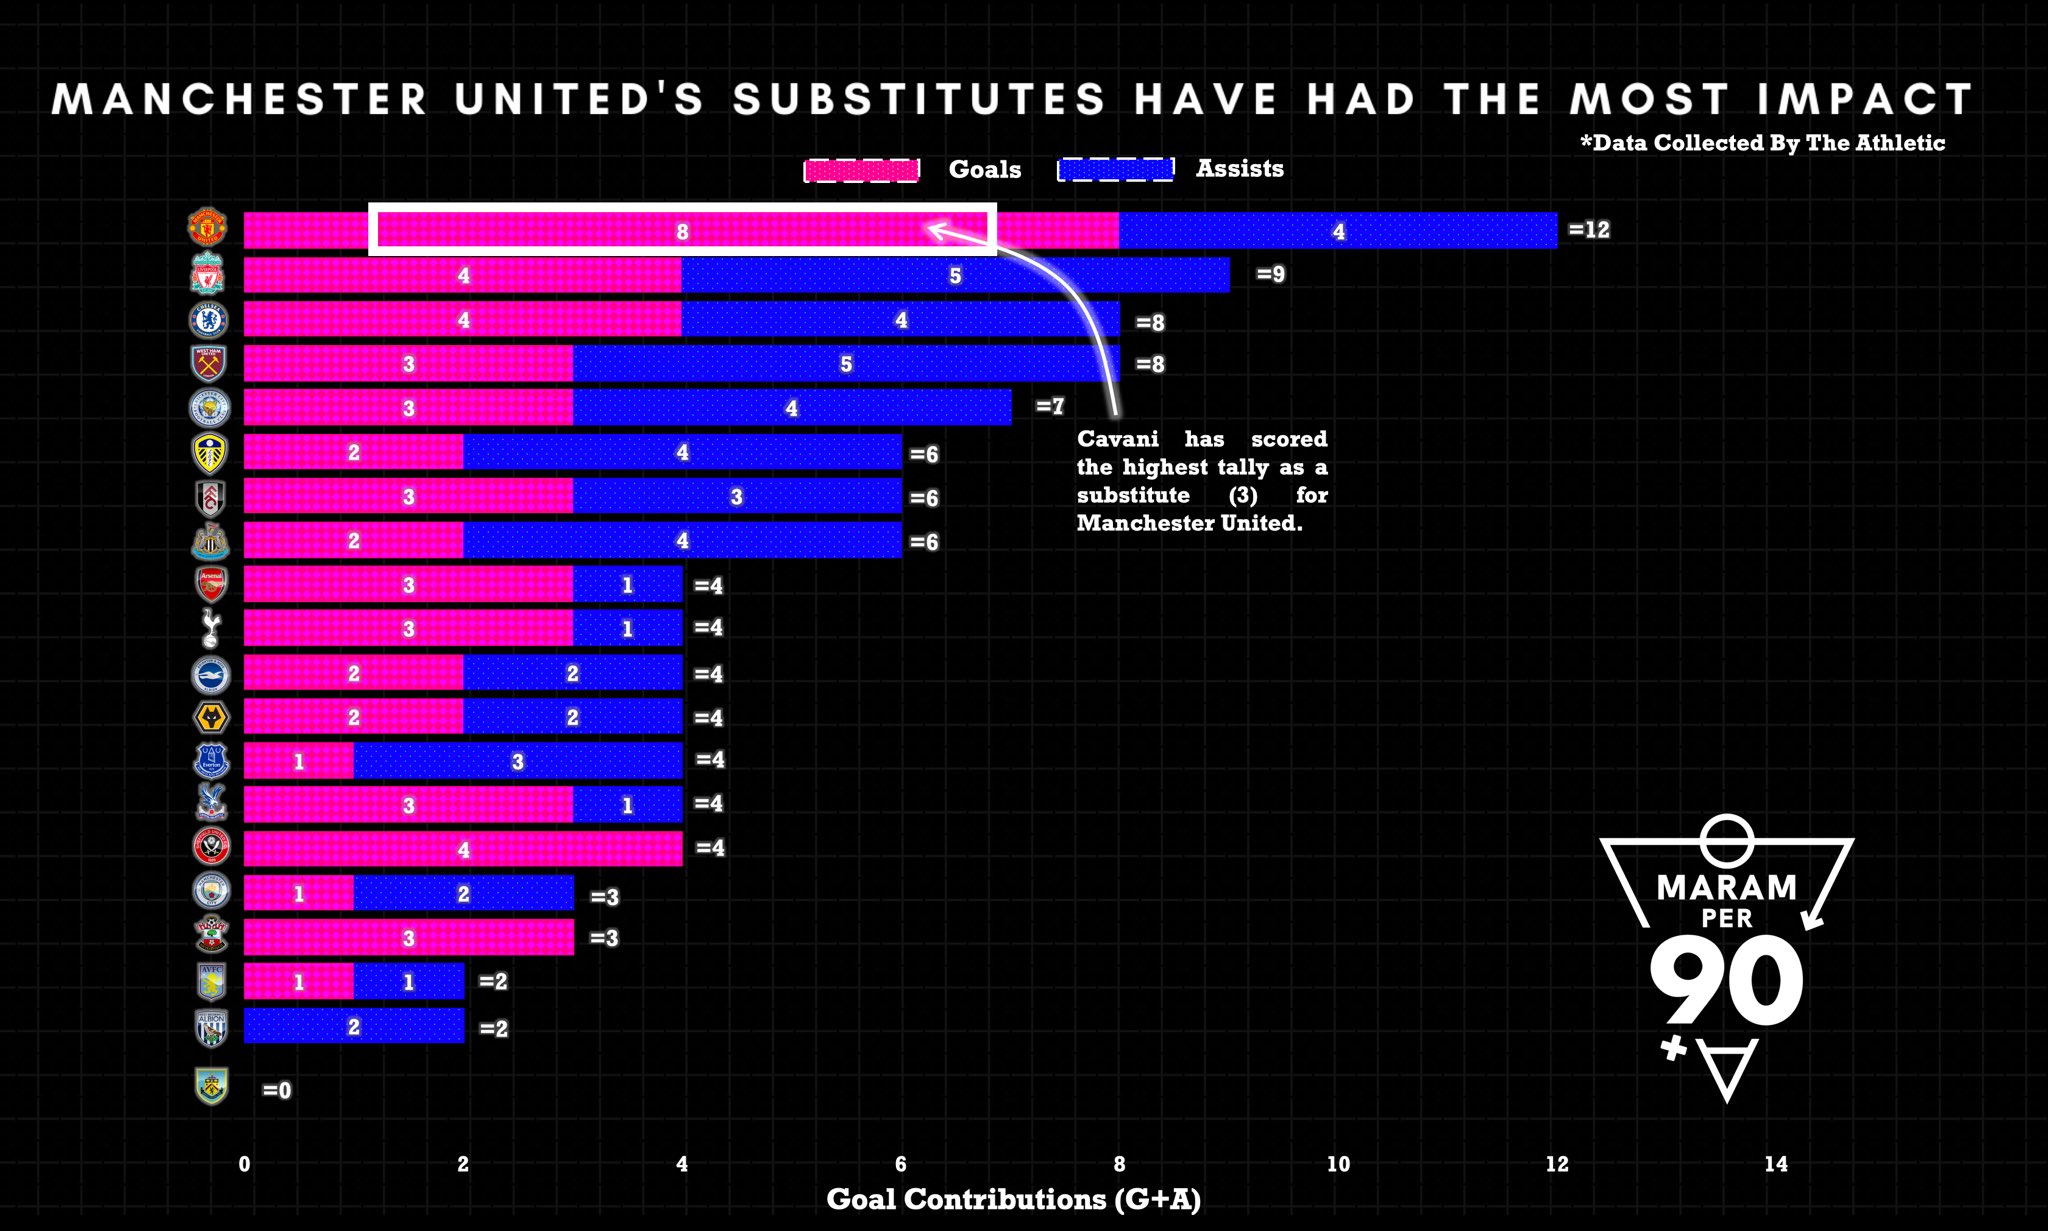 MANCHESTER UNITED'S SUBSTITUTES HAVE HAD THE MOST IMPACT
*Data Collected By The Athletic
Goals Assists
8 4 =12
4 5 =9
4 4 =8
3 5 =8
3 4 =7
2 4 =6
3 3 =6
2 4 =6
Cavani has scored
the highest tally as a
substitute (3) for
Manchester United.
Arsenal
3 1 =4
3 1 =4
2 2 =4
2 2 =4
Everton
1 3 =4
3 1 =4
4 =4
1 2 =3
3 =3
AVFC
1 1 =2
ALBION
2 =2
=0
MARAM
PER
90
+
0 2 4 6 8 10 12 14
Goal Contributions (G+A)